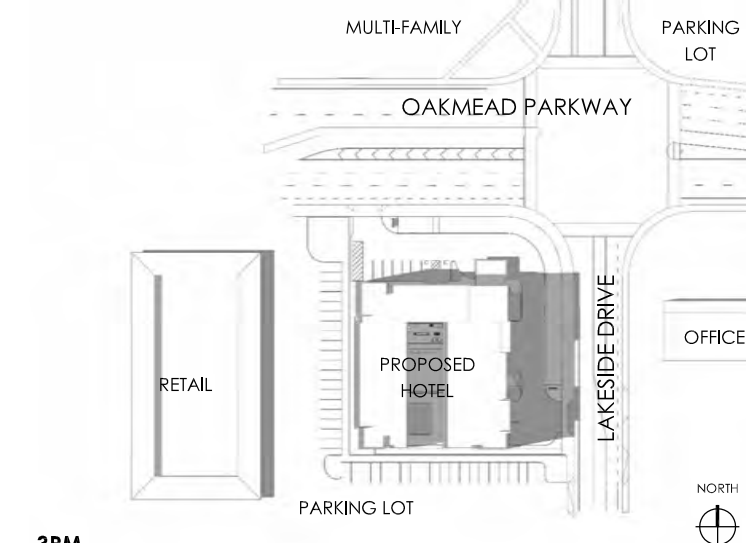 MULTI-FAMILY
PARKING
LOT
OAKMEAD PARKWAY
LAKESIDE DRIVE
OFFICE
PROPOSED
HOTEL
RETAIL
PARKING LOT
NORTH